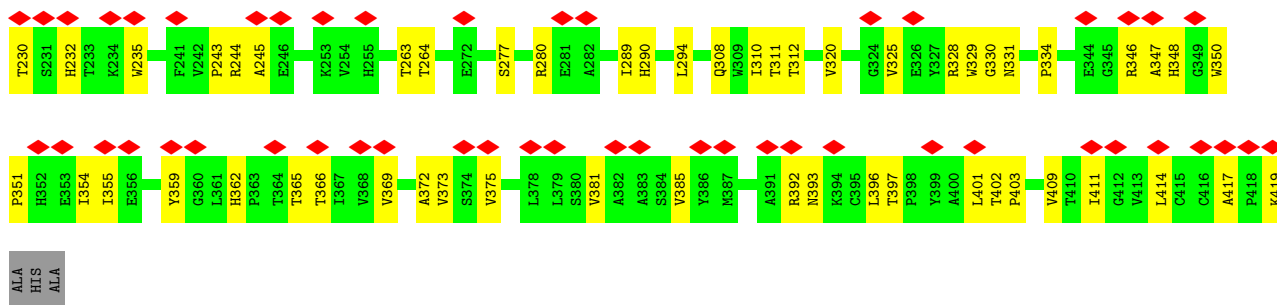 T230 S231 H232 T233 K234 W235 F241 V242 P243 R244 A245 E246 K253 V254 H255 T263 T264 E272 S277 R280 E281 A282 I289 H290 L294 Q308 W309 I310 T311 T312 V320 G324 V325 E326 Y327 R328 W329 G330 N331 P334 E344 G345 R346 A347 H348 G349 W350
P351 H352 E353 I354 I355 E356 Y359 G360 L361 H362 P363 T364 T365 T366 I367 V368 V369 A372 V373 S374 V375 L378 L379 S380 V381 A382 A383 S384 V385 Y386 M387 A391 R392 N393 K394 C395 L396 T397 P398 Y399 A400 L401 T402 P403 V409 T410 I411 G412 V413 L414 C415 C416 A417 P418 K419
ALA HIS ALA